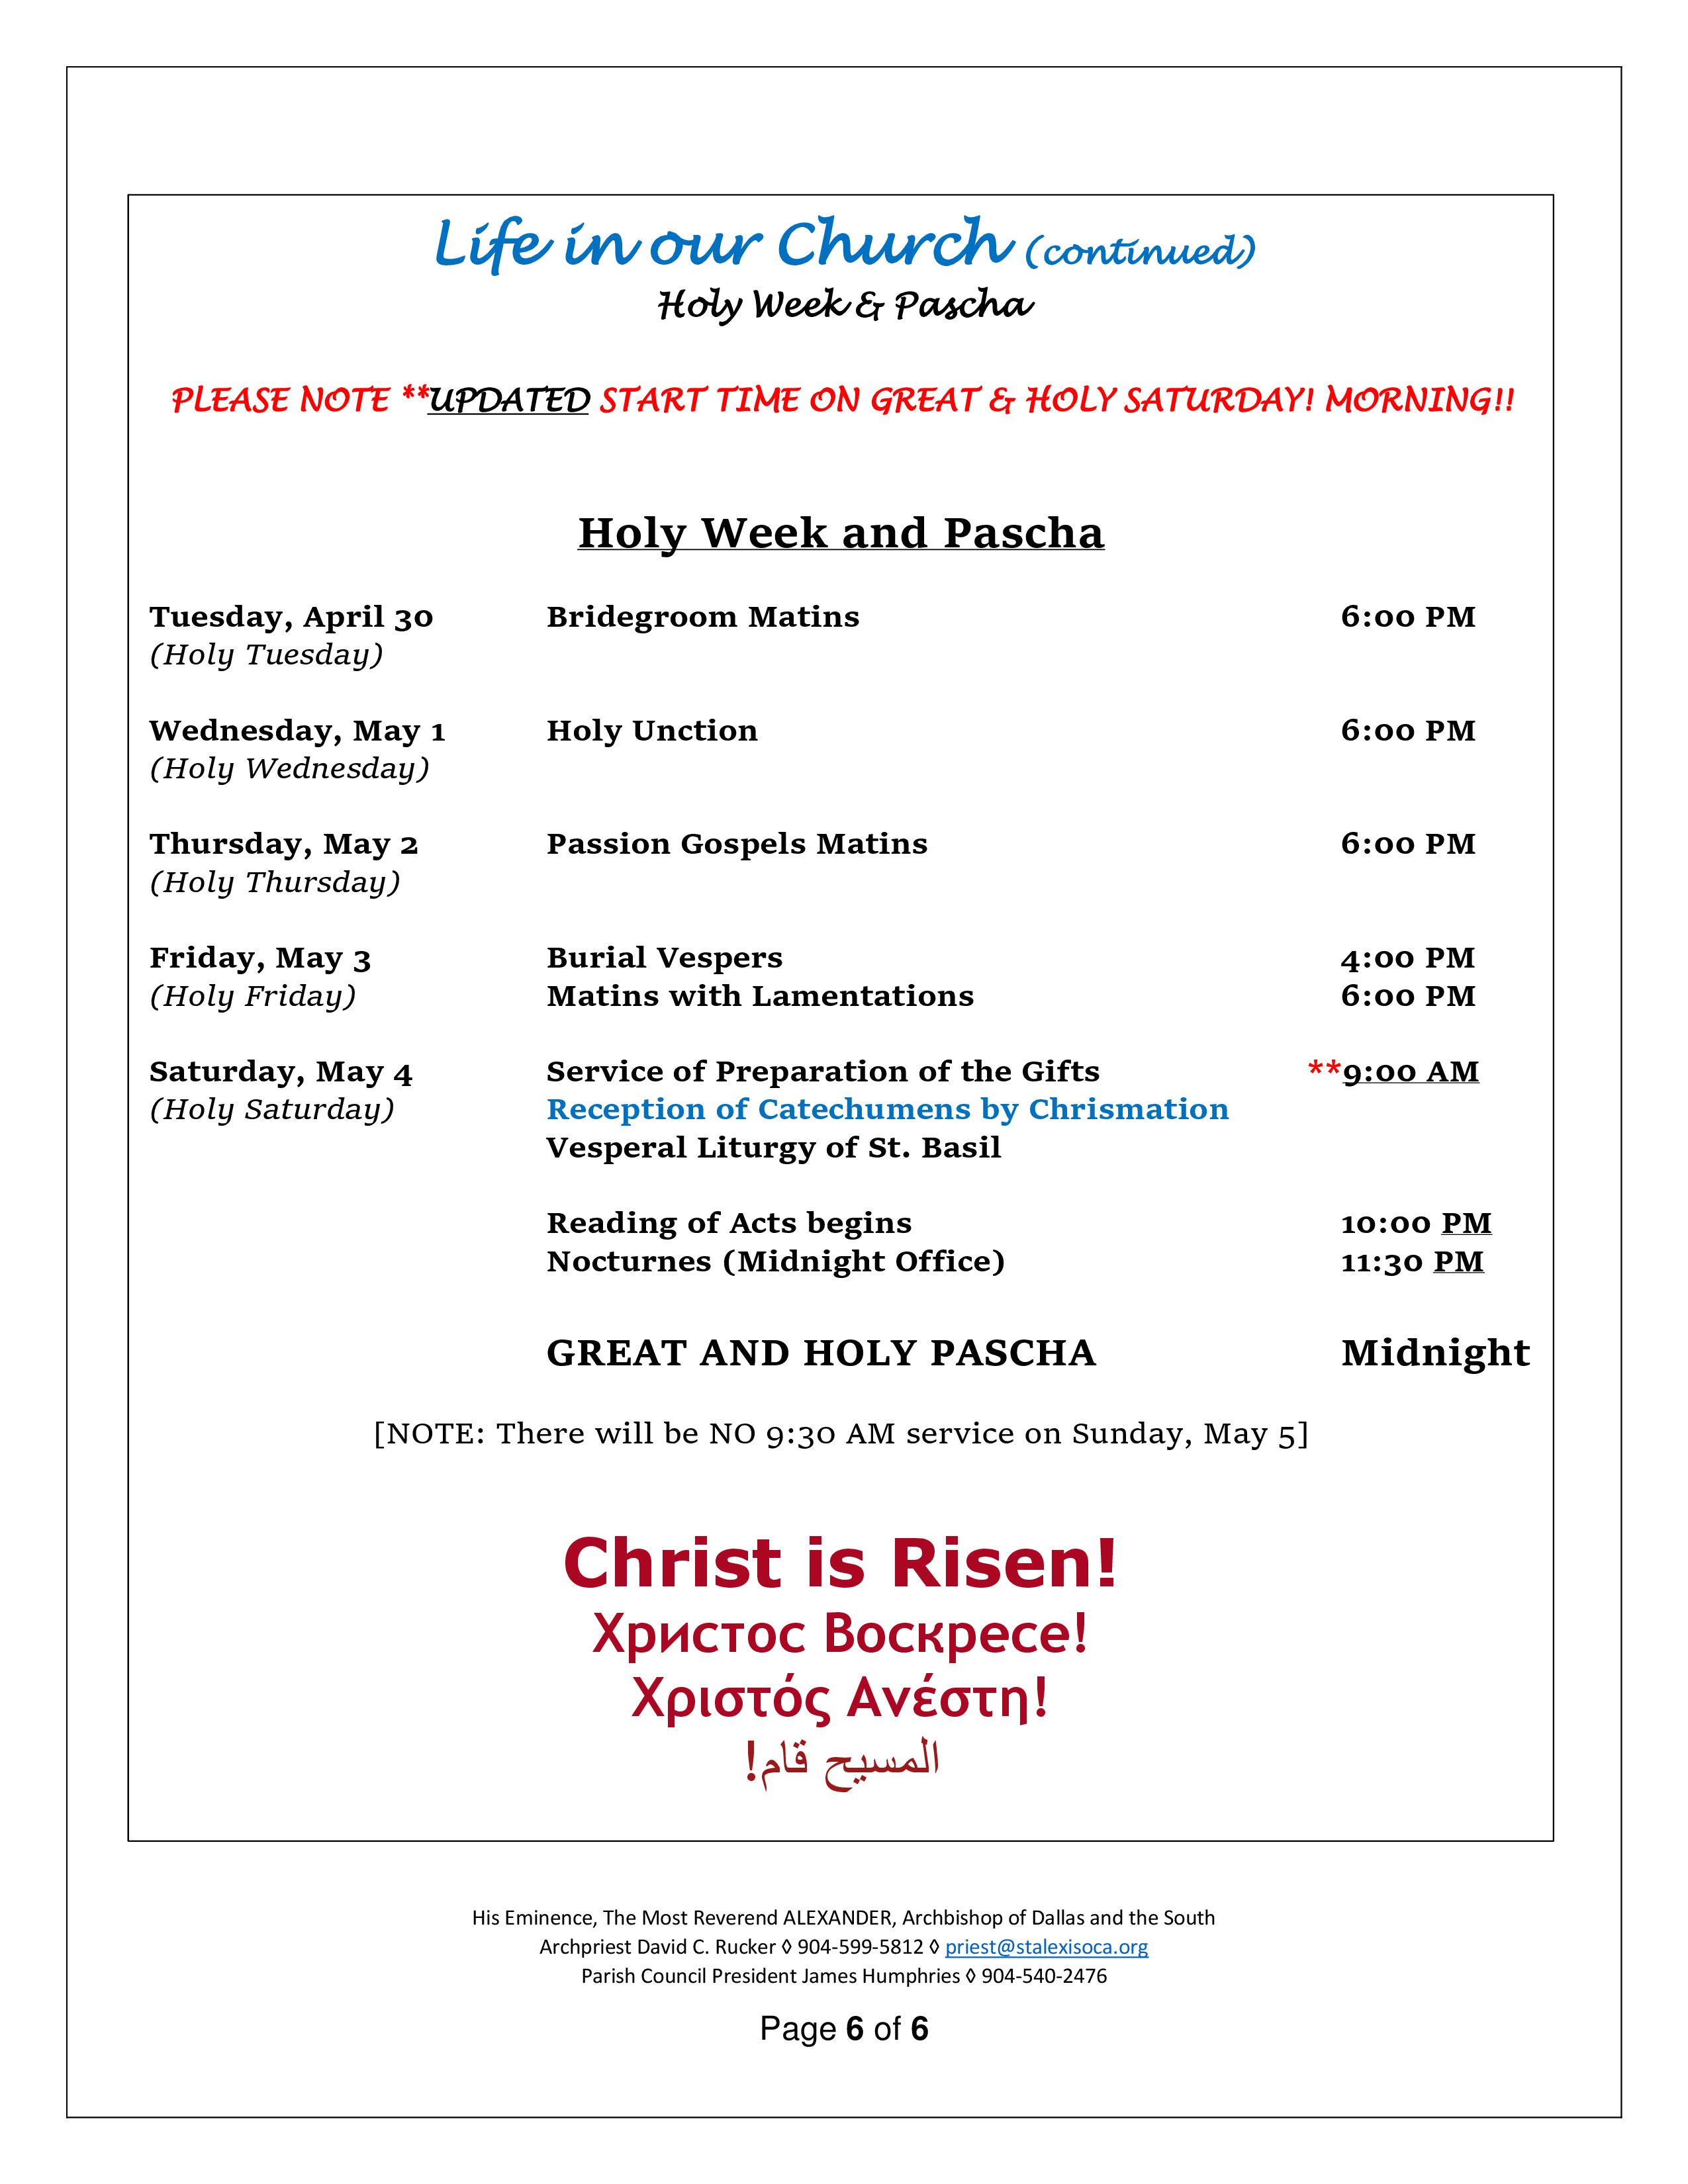 Life in our Church (continued)
Holy Week & Pascha
PLEASE NOTE **UPDATED START TIME ON GREAT & HOLY SATURDAY! MORNING!!
Holy Week and Pascha
Tuesday, April 30 Bridegroom Matins 6:00 PM
(Holy Tuesday)
Wednesday, May 1 Holy Unction 6:00 PM
(Holy Wednesday)
Thursday, May 2 Passion Gospels Matins 6:00 PM
(Holy Thursday)
Friday, May 3 Burial Vespers 4:00 PM
(Holy Friday) Matins with Lamentations 6:00 PM
Saturday, May 4 Service of Preparation of the Gifts **9:00 AM
(Holy Saturday) Reception of Catechumens by Chrismation
Vesperal Liturgy of St. Basil
Reading of Acts begins 10:00 PM
Nocturnes (Midnight Office) 11:30 PM
GREAT AND HOLY PASCHA Midnight
[NOTE: There will be NO 9:30 AM service on Sunday, May 5]
Christ is Risen!
Христос Воскресе!
Χριστός Ανέστη!
المسيح قام!
His Eminence, The Most Reverend ALEXANDER, Archbishop of Dallas and the South
Archpriest David C. Rucker ◊ 904-599-5812 ◊ priest@stalexisoca.org
Parish Council President James Humphries ◊ 904-540-2476
Page 6 of 6